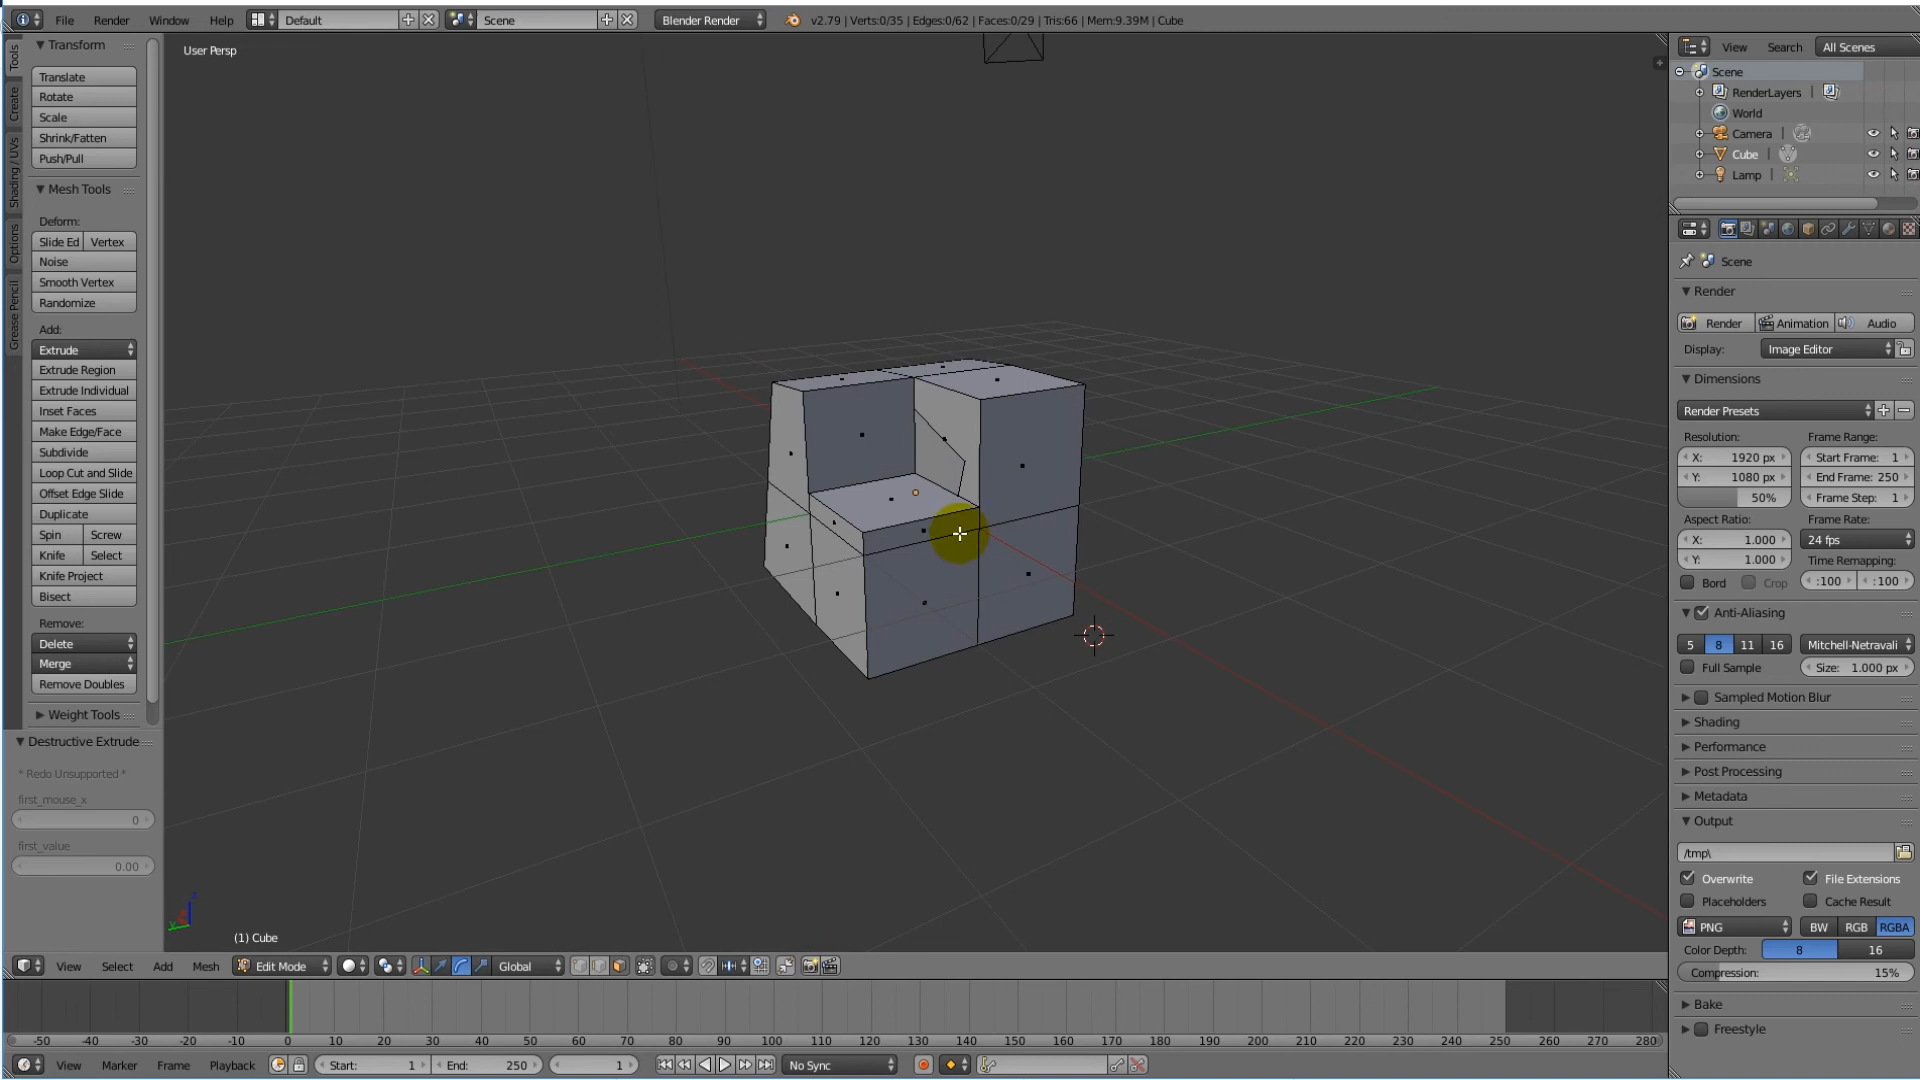 File Render Window Help Default Scene Blender Render v2.79 | Verts:0/35 | Edges:0/62 | Faces:0/29 | Tris:66 | Mem:9.39M | Cube
Tools
Create
Shading / UVs
Options
Grease Pencil
Transform
Translate
Rotate
Scale
Shrink/Fatten
Push/Pull
Mesh Tools
Deform:
Slide Ed Vertex
Noise
Smooth Vertex
Randomize
Add:
Extrude
Extrude Region
Extrude Individual
Inset Faces
Make Edge/Face
Subdivide
Loop Cut and Slide
Offset Edge Slide
Duplicate
Spin Screw
Knife Select
Knife Project
Bisect
Remove:
Delete
Merge
Remove Doubles
Weight Tools
Destructive Extrude
* Redo Unsupported *
first_mouse_x
0
first_value
0.00
User Persp
(1) Cube
View Select Add Mesh Edit Mode Global
-50 -40 -30 -20 -10 0 10 20 30 40 50 60 70 80 90 100 110 120 130 140 150 160 170 180 190 200 210 220 230 240 250 260 270 280
View Marker Frame Playback Start: 1 End: 250 1 No Sync
View Search All Scenes
Scene
RenderLayers |
World
Camera |
Cube |
Lamp |
Scene
Render
Render Animation Audio
Display: Image Editor
Dimensions
Render Presets
Resolution: Frame Range:
X: 1920 px Start Frame: 1
Y: 1080 px End Frame: 250
50% Frame Step: 1
Aspect Ratio: Frame Rate:
X: 1.000 24 fps
Y: 1.000 Time Remapping:
Bord Crop :100 :100
Anti-Aliasing
5 8 11 16 Mitchell-Netravali
Full Sample Size: 1.000 px
Sampled Motion Blur
Shading
Performance
Post Processing
Metadata
Output
/tmp\
Overwrite File Extensions
Placeholders Cache Result
PNG BW RGB RGBA
Color Depth: 8 16
Compression: 15%
Bake
Freestyle